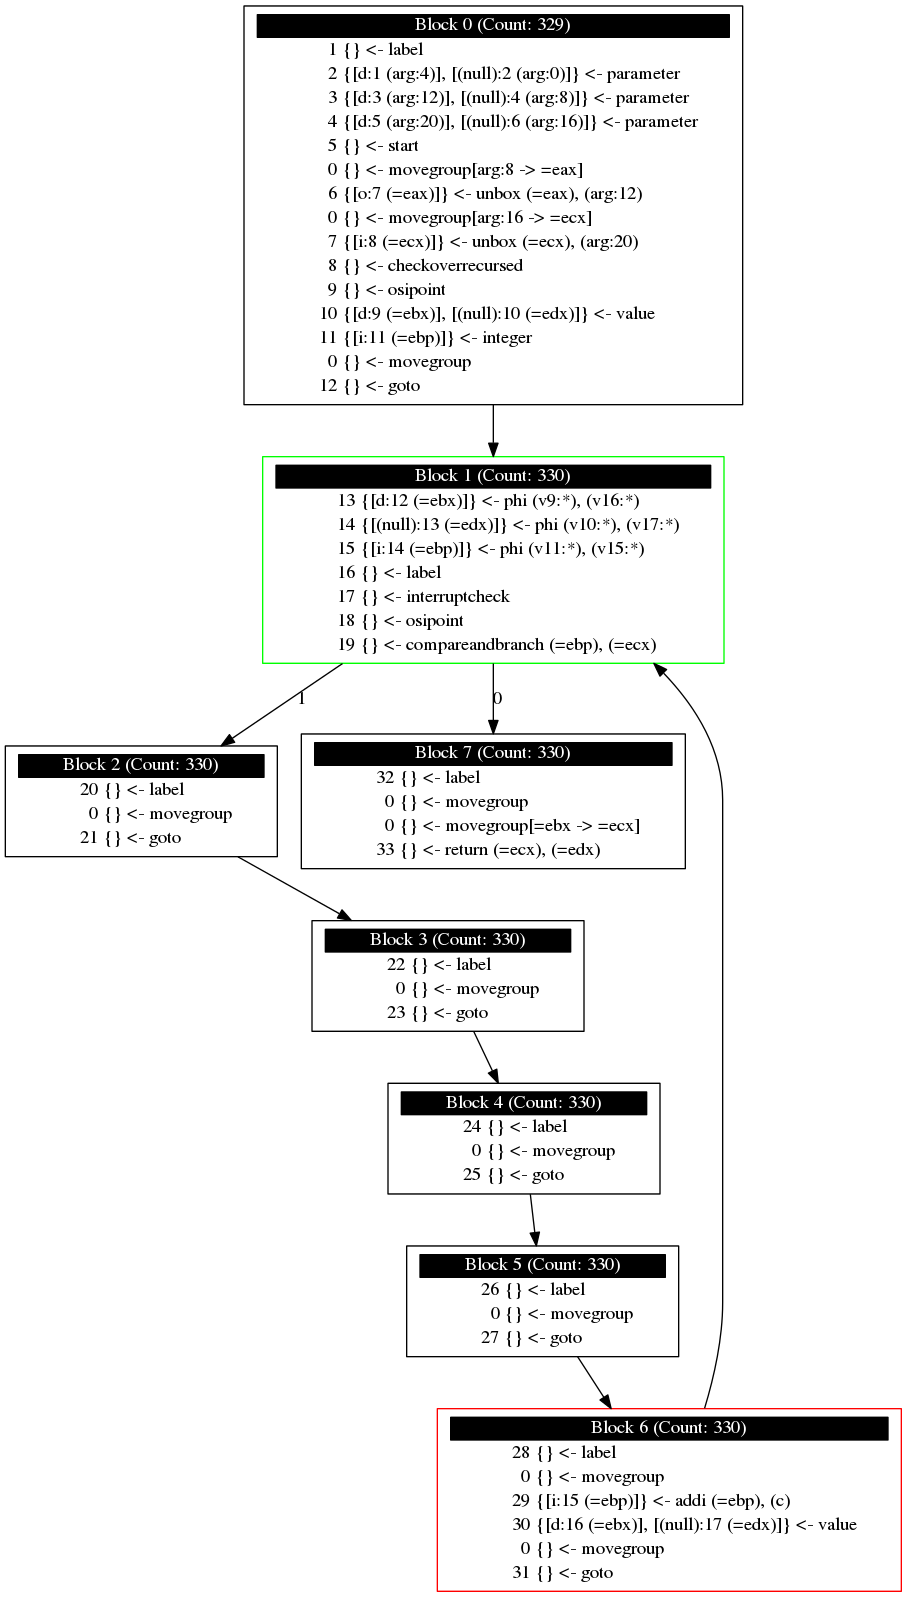 Block 0 (Count: 329)
1 {} <- label
2 {[d:1 (arg:4)], [(null):2 (arg:0)]} <- parameter
3 {[d:3 (arg:12)], [(null):4 (arg:8)]} <- parameter
4 {[d:5 (arg:20)], [(null):6 (arg:16)]} <- parameter
5 {} <- start
0 {} <- movegroup[arg:8 -> =eax]
6 {[o:7 (=eax)]} <- unbox (=eax), (arg:12)
0 {} <- movegroup[arg:16 -> =ecx]
7 {[i:8 (=ecx)]} <- unbox (=ecx), (arg:20)
8 {} <- checkoverrecursed
9 {} <- osipoint
10 {[d:9 (=ebx)], [(null):10 (=edx)]} <- value
11 {[i:11 (=ebp)]} <- integer
0 {} <- movegroup
12 {} <- goto
Block 1 (Count: 330)
13 {[d:12 (=ebx)]} <- phi (v9:*), (v16:*)
14 {[(null):13 (=edx)]} <- phi (v10:*), (v17:*)
15 {[i:14 (=ebp)]} <- phi (v11:*), (v15:*)
16 {} <- label
17 {} <- interruptcheck
18 {} <- osipoint
19 {} <- compareandbranch (=ebp), (=ecx)
1
0
Block 2 (Count: 330)
20 {} <- label
0 {} <- movegroup
21 {} <- goto
Block 7 (Count: 330)
32 {} <- label
0 {} <- movegroup
0 {} <- movegroup[=ebx -> =ecx]
33 {} <- return (=ecx), (=edx)
Block 3 (Count: 330)
22 {} <- label
0 {} <- movegroup
23 {} <- goto
Block 4 (Count: 330)
24 {} <- label
0 {} <- movegroup
25 {} <- goto
Block 5 (Count: 330)
26 {} <- label
0 {} <- movegroup
27 {} <- goto
Block 6 (Count: 330)
28 {} <- label
0 {} <- movegroup
29 {[i:15 (=ebp)]} <- addi (=ebp), (c)
30 {[d:16 (=ebx)], [(null):17 (=edx)]} <- value
0 {} <- movegroup
31 {} <- goto